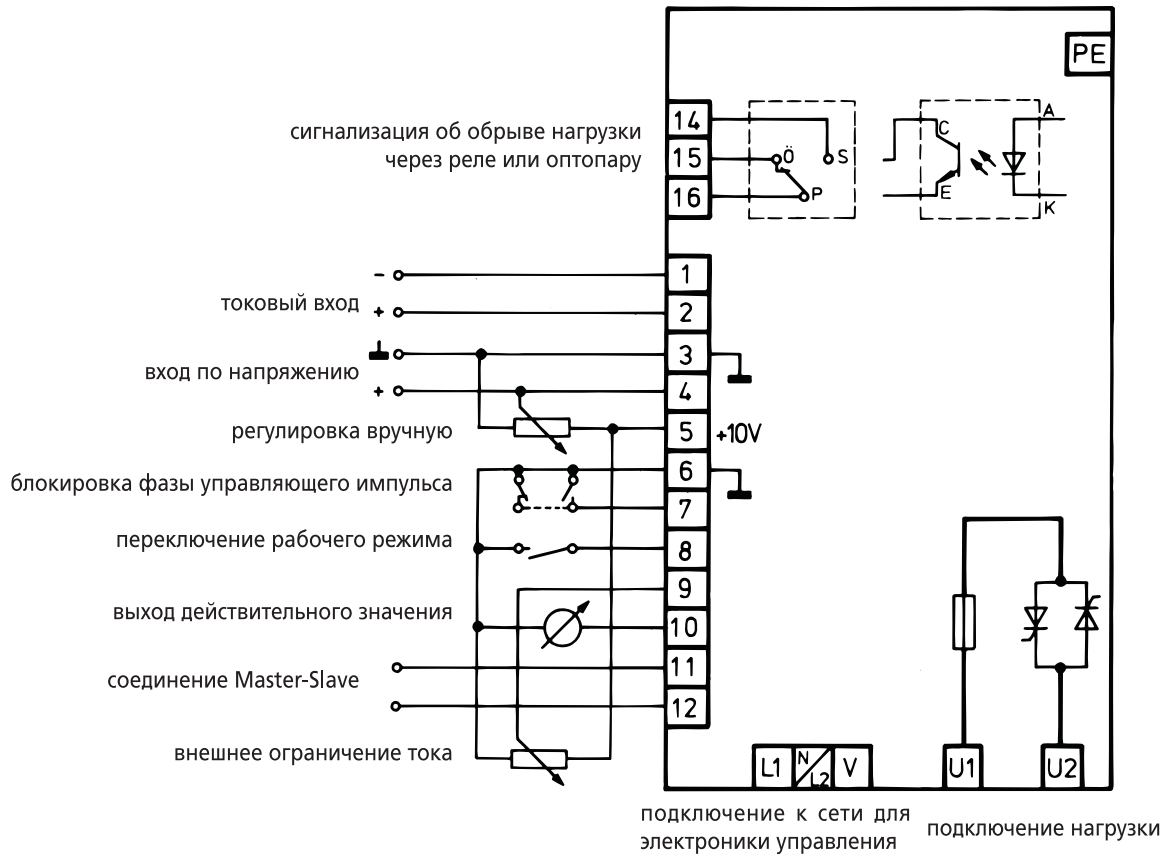 PE
сигнализация об обрыве нагрузки
через реле или оптопару
14
15
16
Ö
S
P
C
E
A
K
-
токовый вход
+
1
2
вход по напряжению
+
3
4
регулировка вручную
5
+10V
блокировка фазы управляющего импульса
6
7
переключение рабочего режима
8
9
выход действительного значения
10
соединение Master-Slave
11
12
внешнее ограничение тока
L1
N
L2
V
U1
U2
подключение к сети для
электроники управления
подключение нагрузки